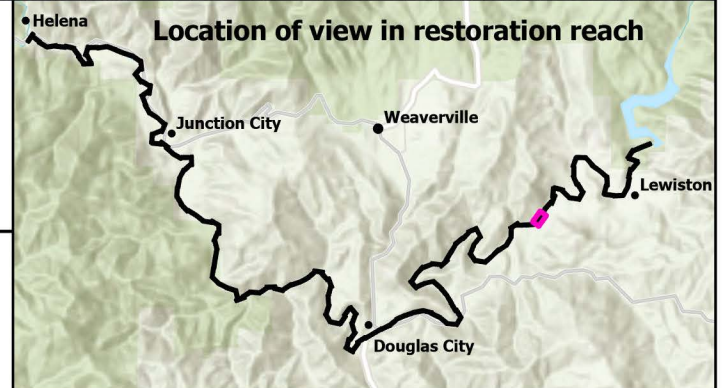 Location of view in restoration reach
Helena
Junction City
Weaverville
Lewiston
Douglas City